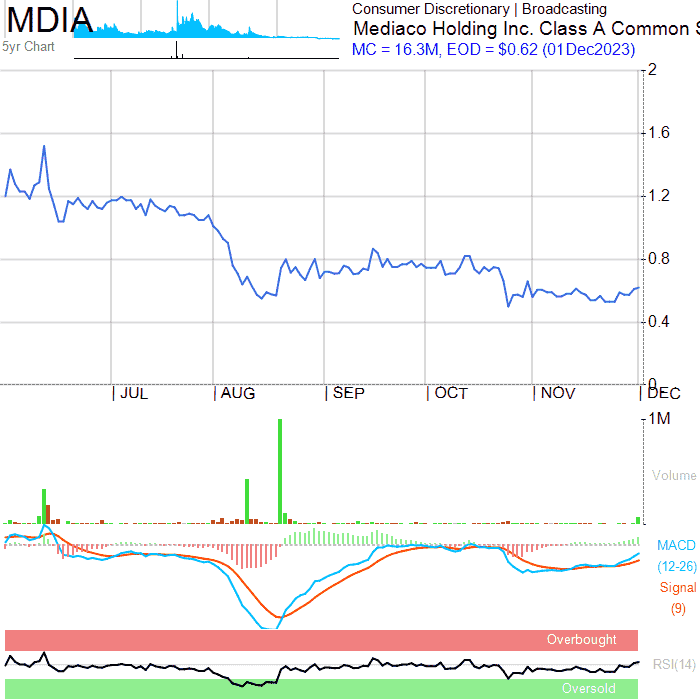 MDIA
5yr Chart
Consumer Discretionary | Broadcasting
Mediaco Holding Inc. Class A Common S
MC = 16.3M, EOD = $0.62 (01Dec2023)
2
1.6
1.2
0.8
0.4
0
| JUL | AUG | SEP | OCT | NOV | DEC
1M
Volume
MACD
(12-26)
Signal
(9)
Overbought
RSI(14)
Oversold